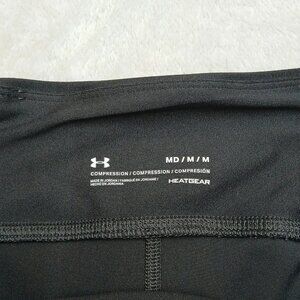 MD / M / M
COMPRESSION / COMPRESSION / COMPRESIÓN
MADE IN JORDAN / FABRIQUÉ EN JORDANIE /
HECHO EN JORDANIA
HEATGEAR